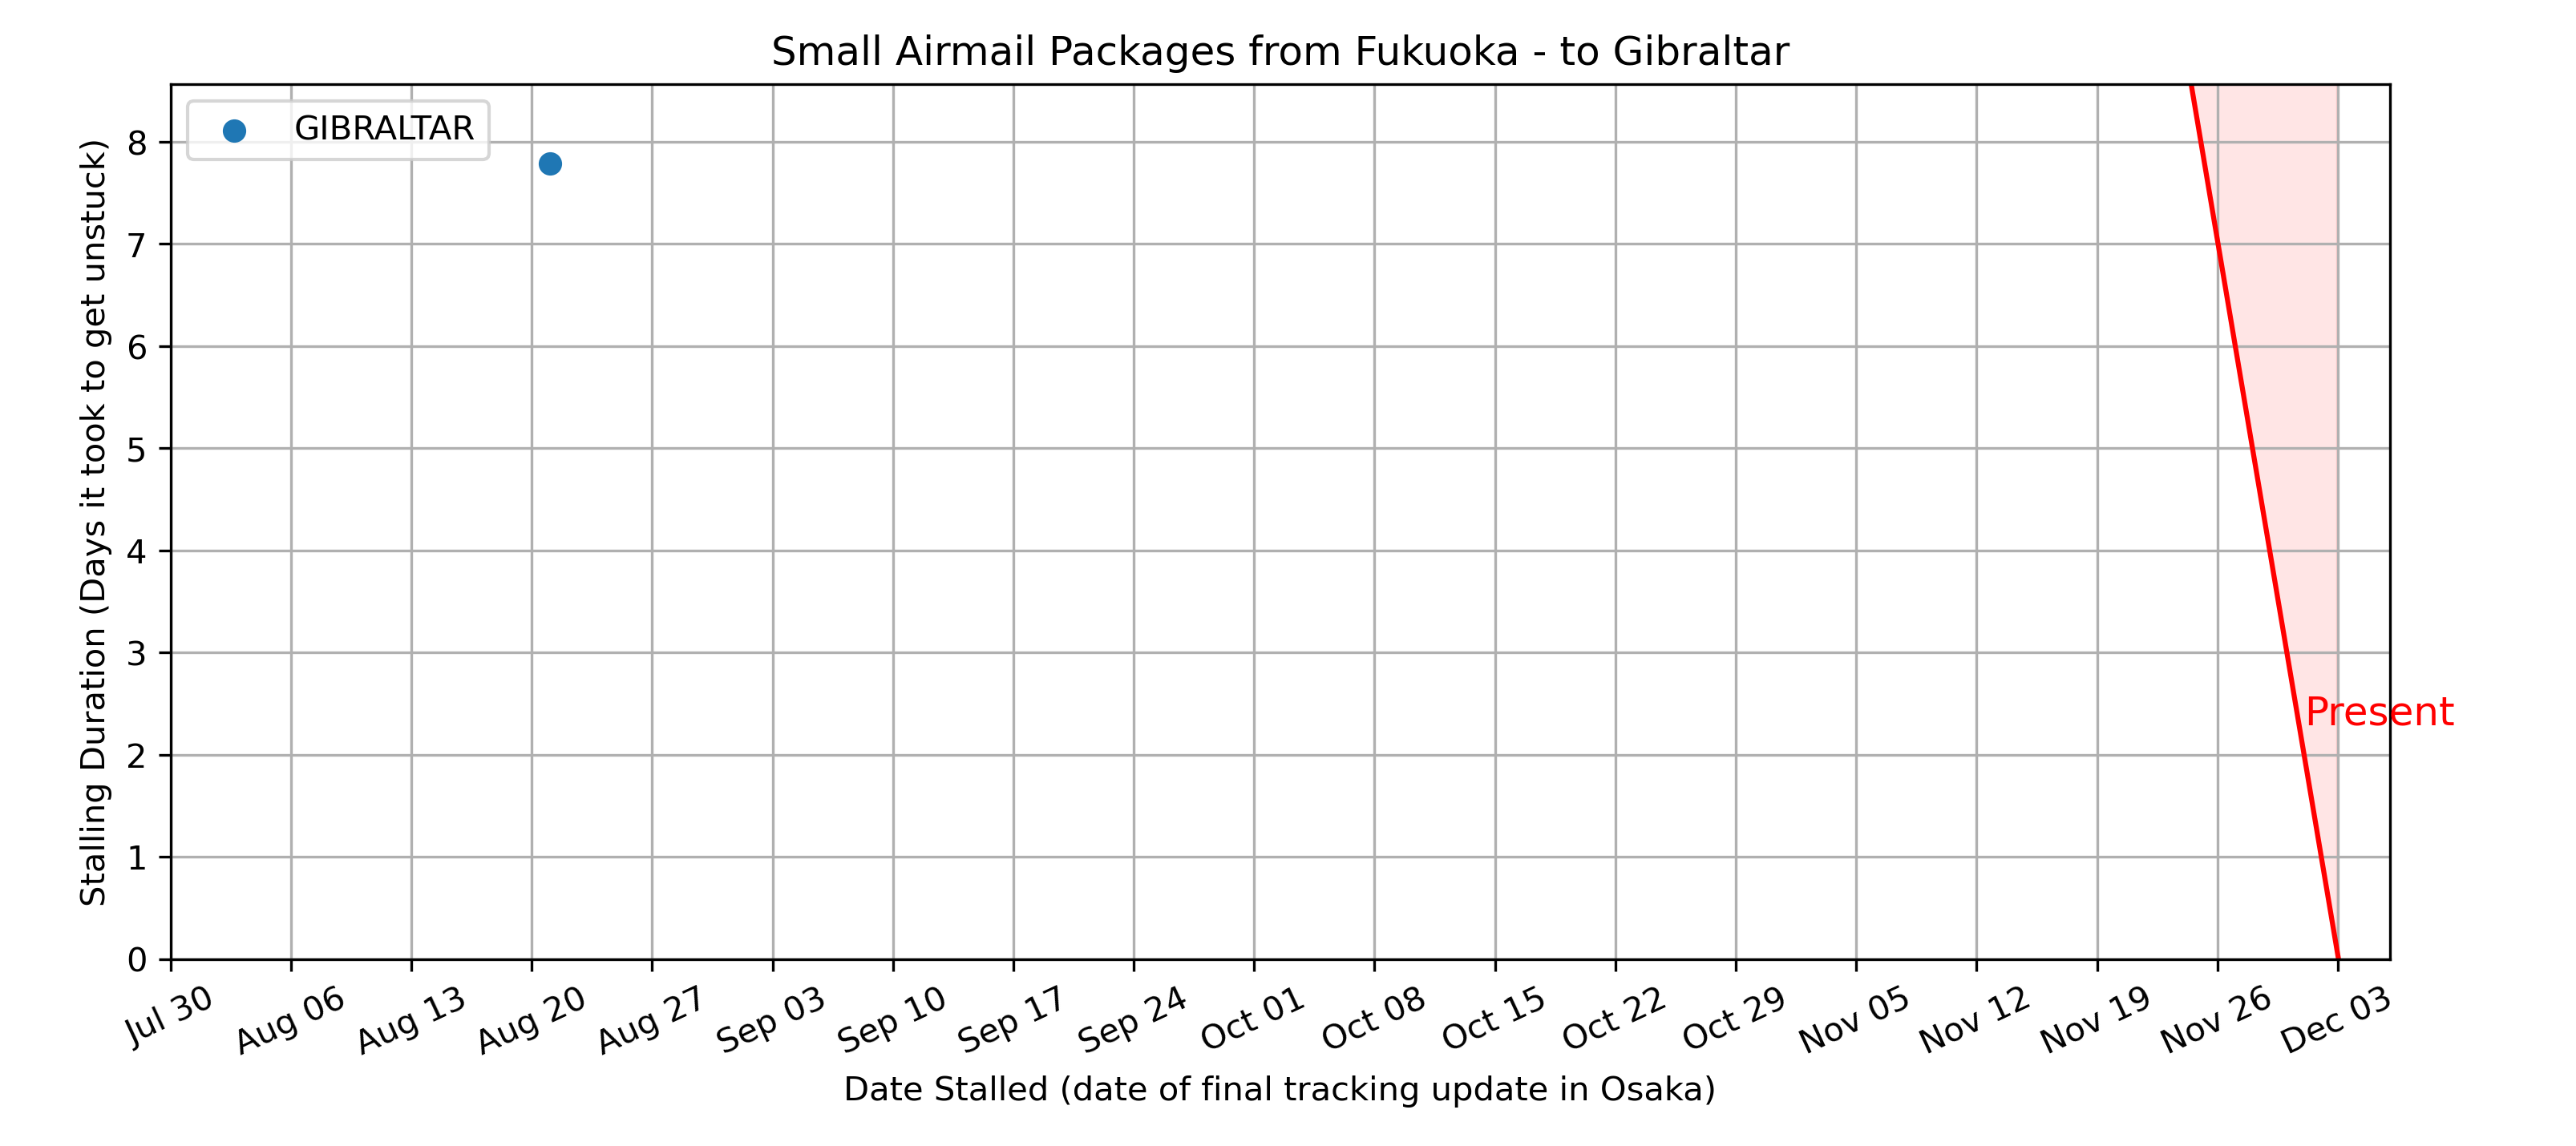 Small Airmail Packages from Fukuoka - to Gibraltar
GIBRALTAR
Stalling Duration (Days it took to get unstuck)
8
7
6
5
4
3
2
1
0
Present
Jul 30
Aug 06
Aug 13
Aug 20
Aug 27
Sep 03
Sep 10
Sep 17
Sep 24
Oct 01
Oct 08
Oct 15
Oct 22
Oct 29
Nov 05
Nov 12
Nov 19
Nov 26
Dec 03
Date Stalled (date of final tracking update in Osaka)